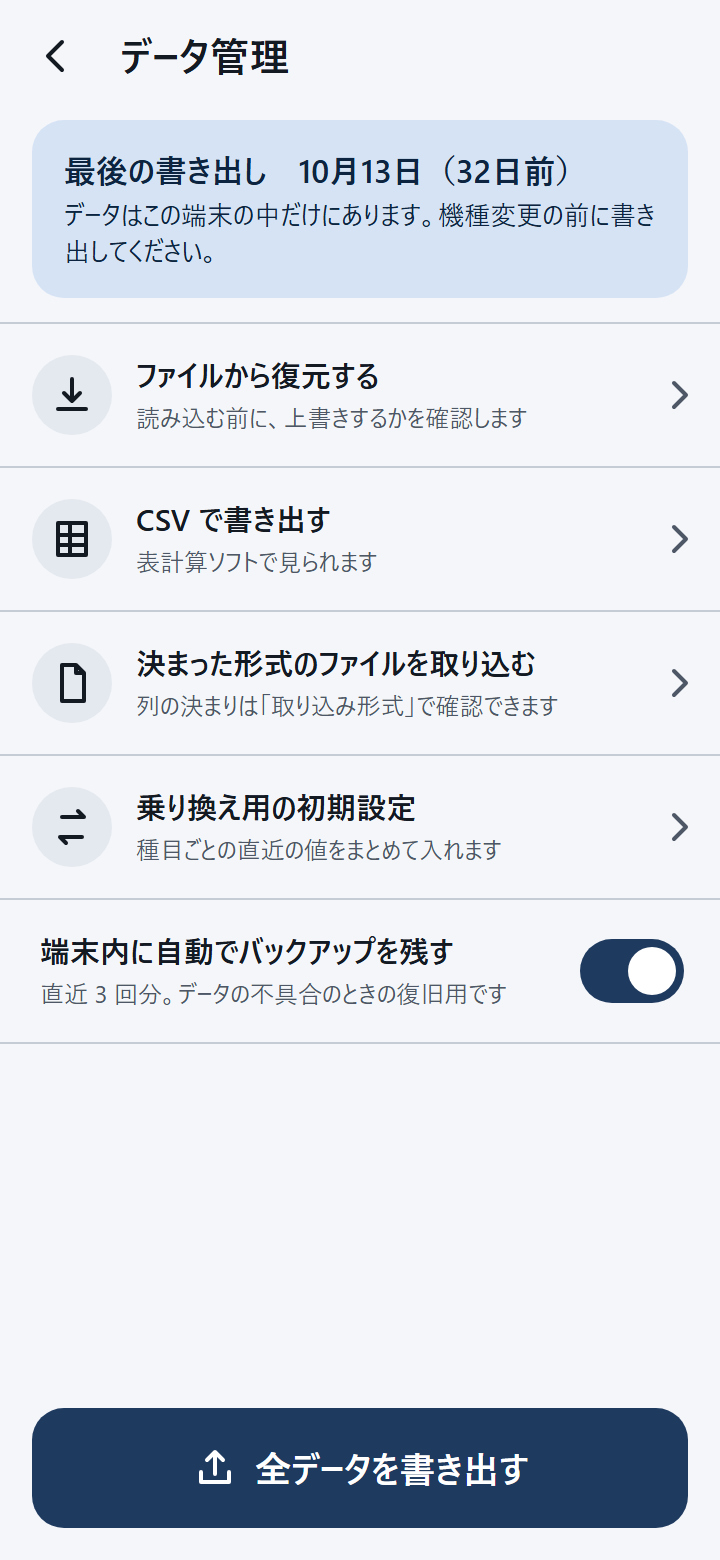 データ管理
最後の書き出し　10月13日（32日前）
データはこの端末の中だけにあります。機種変更の前に書き
出してください。
ファイルから復元する
読み込む前に、上書きするかを確認します
CSV で書き出す
表計算ソフトで見られます
決まった形式のファイルを取り込む
列の決まりは「取り込み形式」で確認できます
乗り換え用の初期設定
種目ごとの直近の値をまとめて入れます
端末内に自動でバックアップを残す
直近 3 回分。データの不具合のときの復旧用です
全データを書き出す